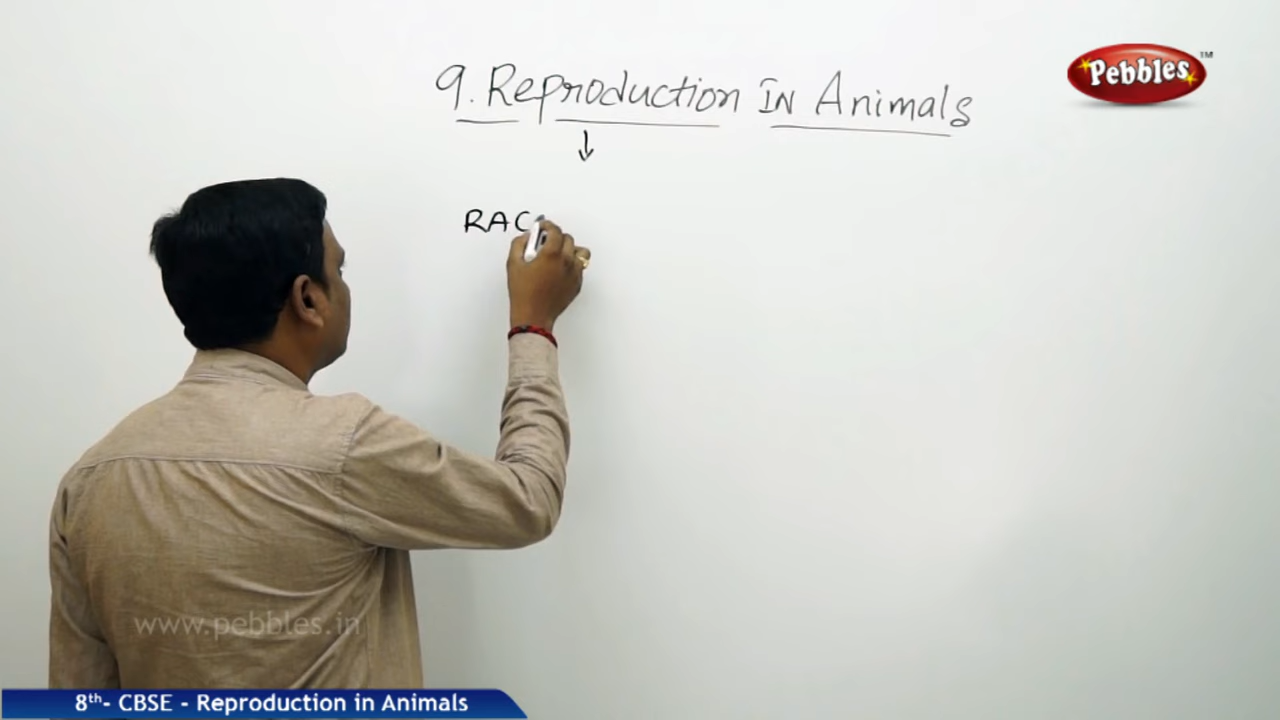 9. Reproduction IN Animals
Pebbles™
RAC
www.pebbles.in
8th- CBSE - Reproduction in Animals